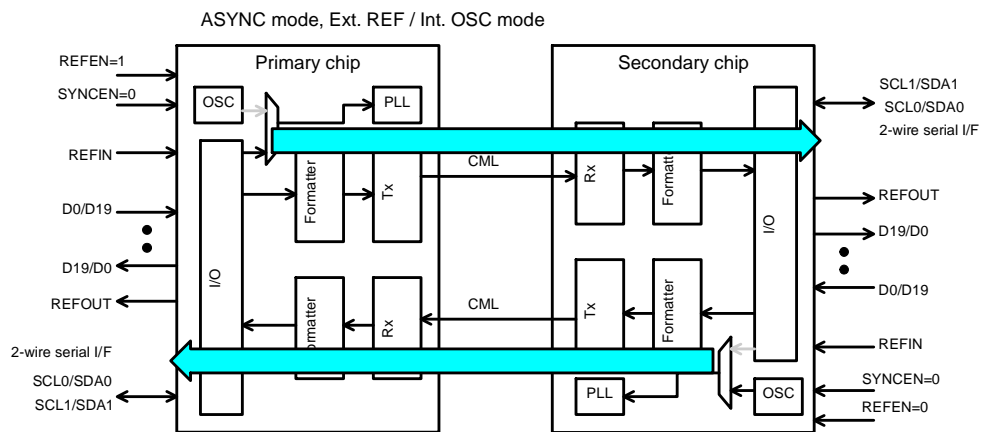 ASYNC mode, Ext. REF / Int. OSC mode
Primary chip
Secondary chip
REFEN=1
SYNCEN=0
REFIN
D0/D19
D19/D0
REFOUT
2-wire serial I/F
SCL0/SDA0
SCL1/SDA1
OSC
PLL
I/O
Formatter
Tx
Formatter
Rx
CML
CML
Rx
Formatter
Tx
Formatter
I/O
PLL
OSC
SCL1/SDA1
SCL0/SDA0
2-wire serial I/F
REFOUT
D19/D0
D0/D19
REFIN
SYNCEN=0
REFEN=0